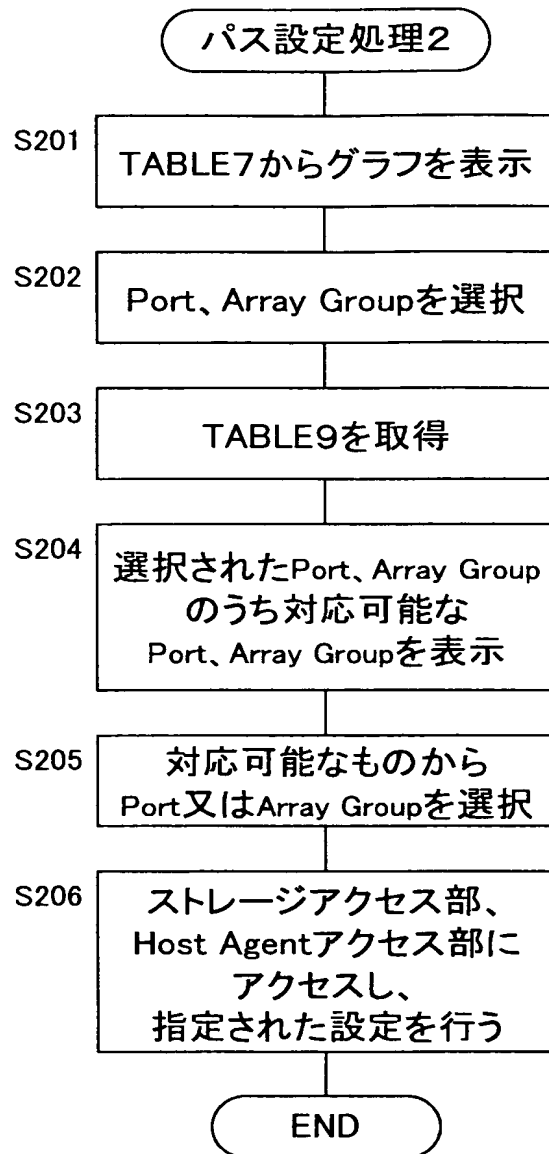 パス設定処理2
S201
TABLE7からグラフを表示
S202
Port、Array Groupを選択
S203
TABLE9を取得
S204
選択されたPort、Array Group
のうち対応可能な
Port、Array Groupを表示
S205
対応可能なものから
Port又はArray Groupを選択
S206
ストレージアクセス部、
Host Agentアクセス部に
アクセスし、
指定された設定を行う
END